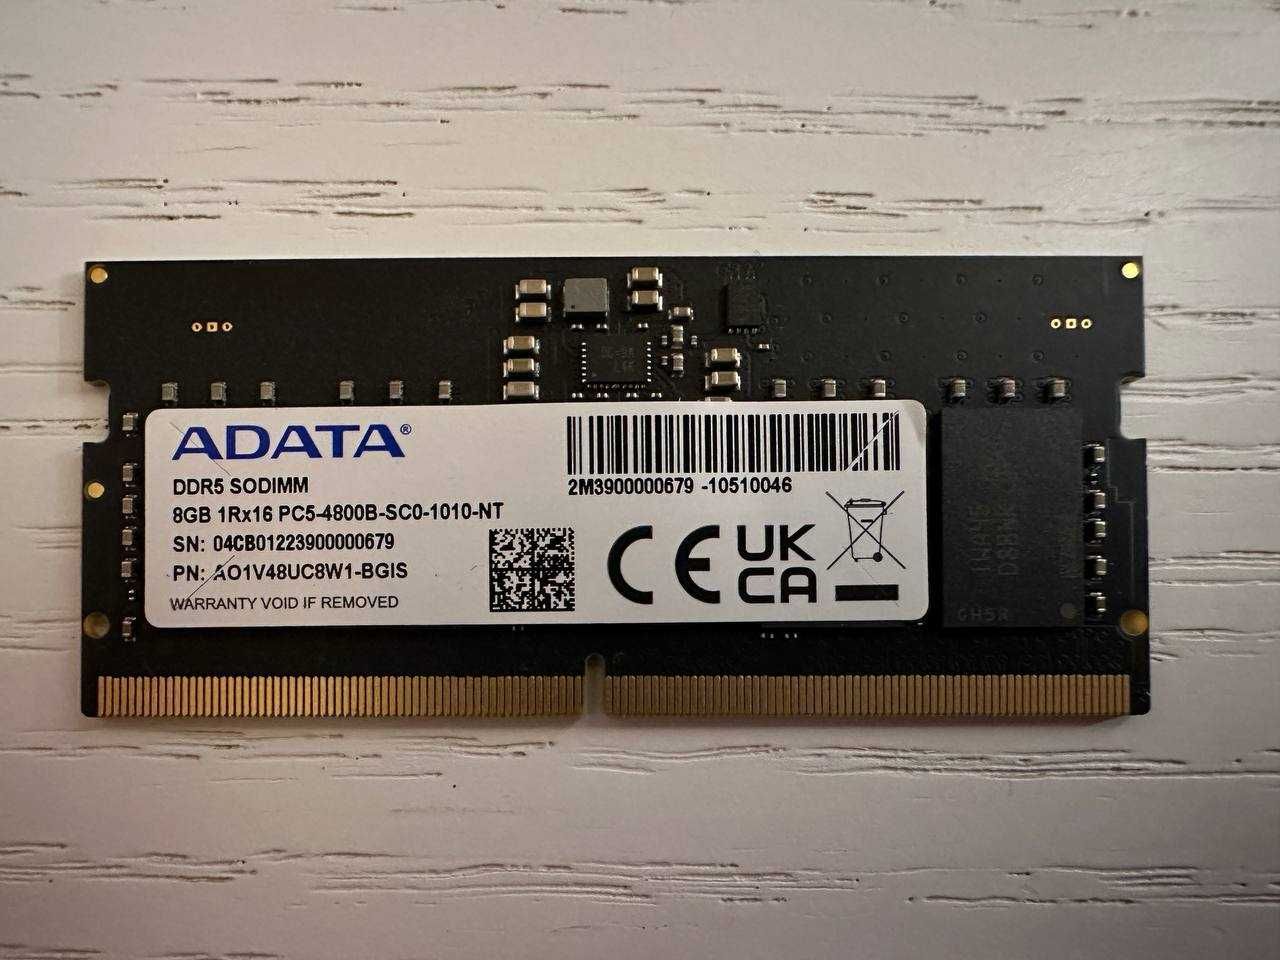 ADATA®
DDR5 SODIMM
8GB 1Rx16 PC5-4800B-SC0-1010-NT
SN: 04CB01223900000679
PN: AO1V48UC8W1-BGIS
WARRANTY VOID IF REMOVED
2M3900000679 -10510046
CE
UK
CA